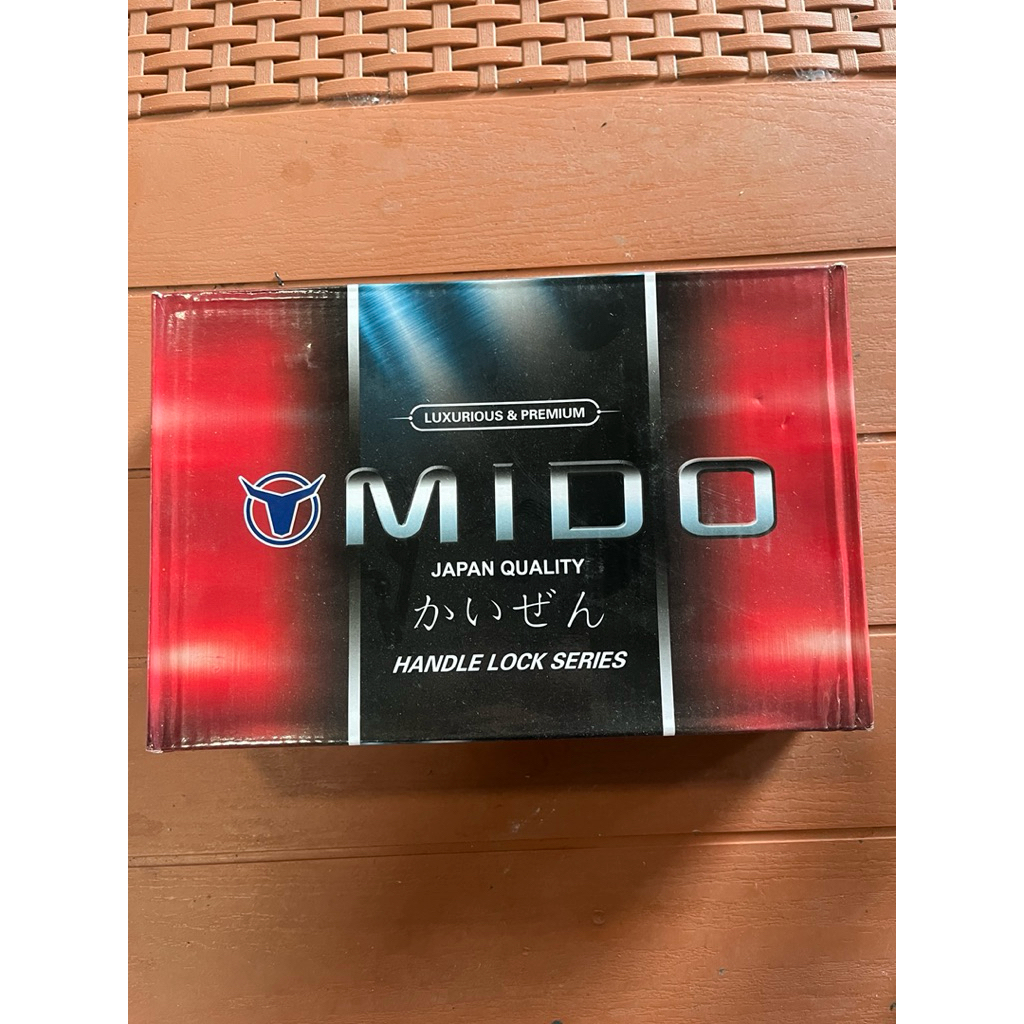 LUXURIOUS & PREMIUM
MIDO
JAPAN QUALITY
かいぜん
HANDLE LOCK SERIES